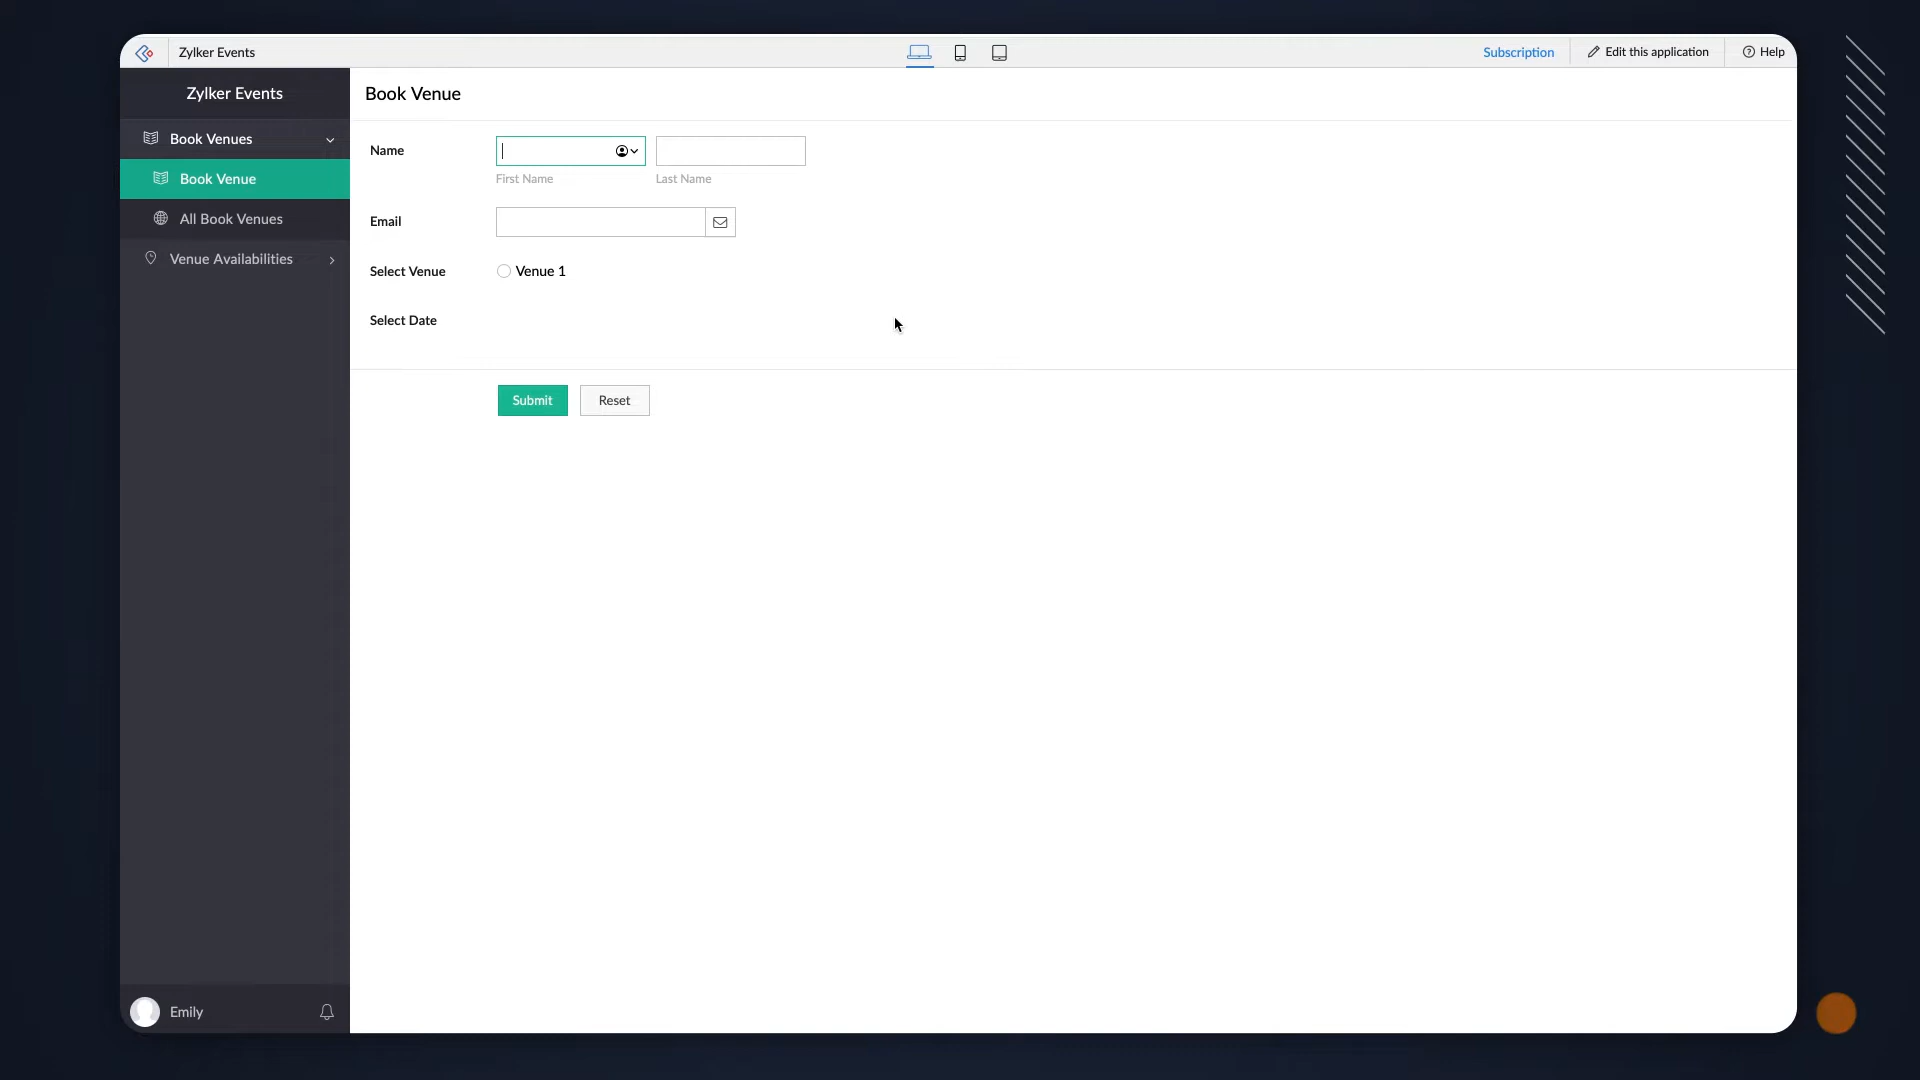 Zylker Events
Subscription
Edit this application
Help
Zylker Events
Book Venues
Book Venue
All Book Venues
Venue Availabilities
Emily
Book Venue
Name
First Name
Last Name
Email
Select Venue
Venue 1
Select Date
Submit
Reset